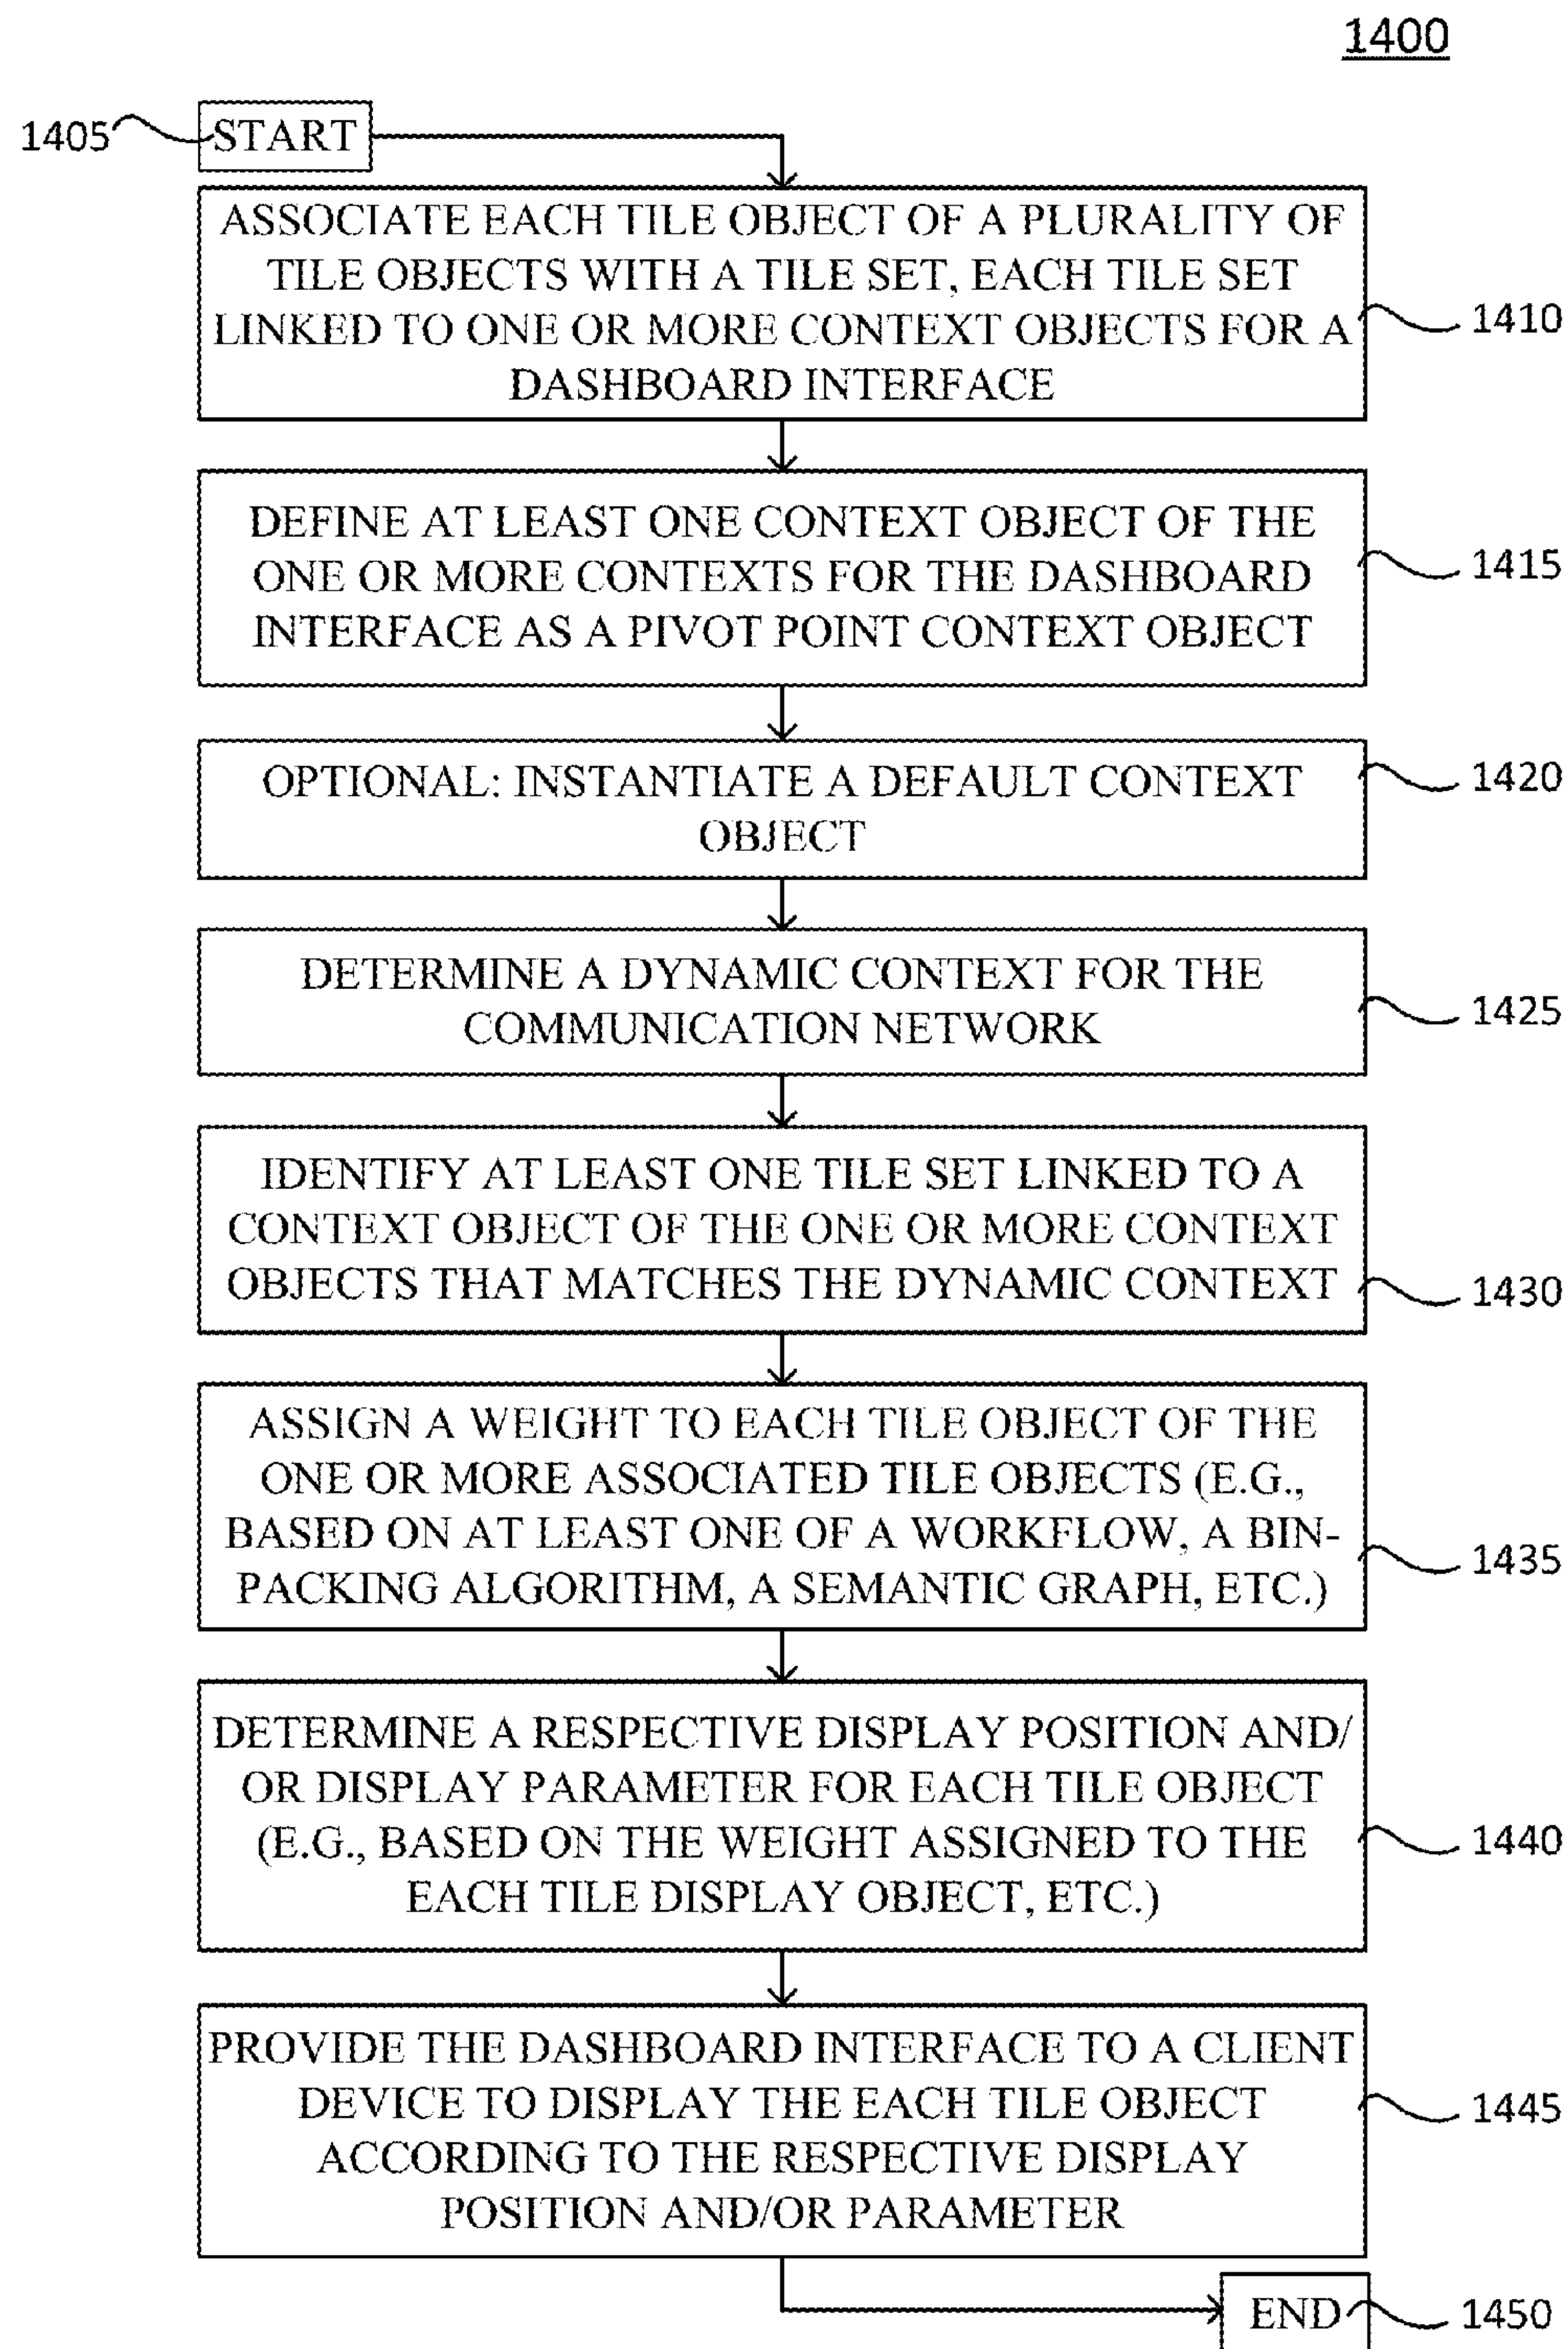 1400
1405
START
ASSOCIATE EACH TILE OBJECT OF A PLURALITY OF
TILE OBJECTS WITH A TILE SET, EACH TILE SET
LINKED TO ONE OR MORE CONTEXT OBJECTS FOR A
DASHBOARD INTERFACE
1410
DEFINE AT LEAST ONE CONTEXT OBJECT OF THE
ONE OR MORE CONTEXTS FOR THE DASHBOARD
INTERFACE AS A PIVOT POINT CONTEXT OBJECT
1415
OPTIONAL: INSTANTIATE A DEFAULT CONTEXT
OBJECT
1420
DETERMINE A DYNAMIC CONTEXT FOR THE
COMMUNICATION NETWORK
1425
IDENTIFY AT LEAST ONE TILE SET LINKED TO A
CONTEXT OBJECT OF THE ONE OR MORE CONTEXT
OBJECTS THAT MATCHES THE DYNAMIC CONTEXT
1430
ASSIGN A WEIGHT TO EACH TILE OBJECT OF THE
ONE OR MORE ASSOCIATED TILE OBJECTS (E.G.,
BASED ON AT LEAST ONE OF A WORKFLOW, A BIN-
PACKING ALGORITHM, A SEMANTIC GRAPH, ETC.)
1435
DETERMINE A RESPECTIVE DISPLAY POSITION AND/
OR DISPLAY PARAMETER FOR EACH TILE OBJECT
(E.G., BASED ON THE WEIGHT ASSIGNED TO THE
EACH TILE DISPLAY OBJECT, ETC.)
1440
PROVIDE THE DASHBOARD INTERFACE TO A CLIENT
DEVICE TO DISPLAY THE EACH TILE OBJECT
ACCORDING TO THE RESPECTIVE DISPLAY
POSITION AND/OR PARAMETER
1445
END
1450